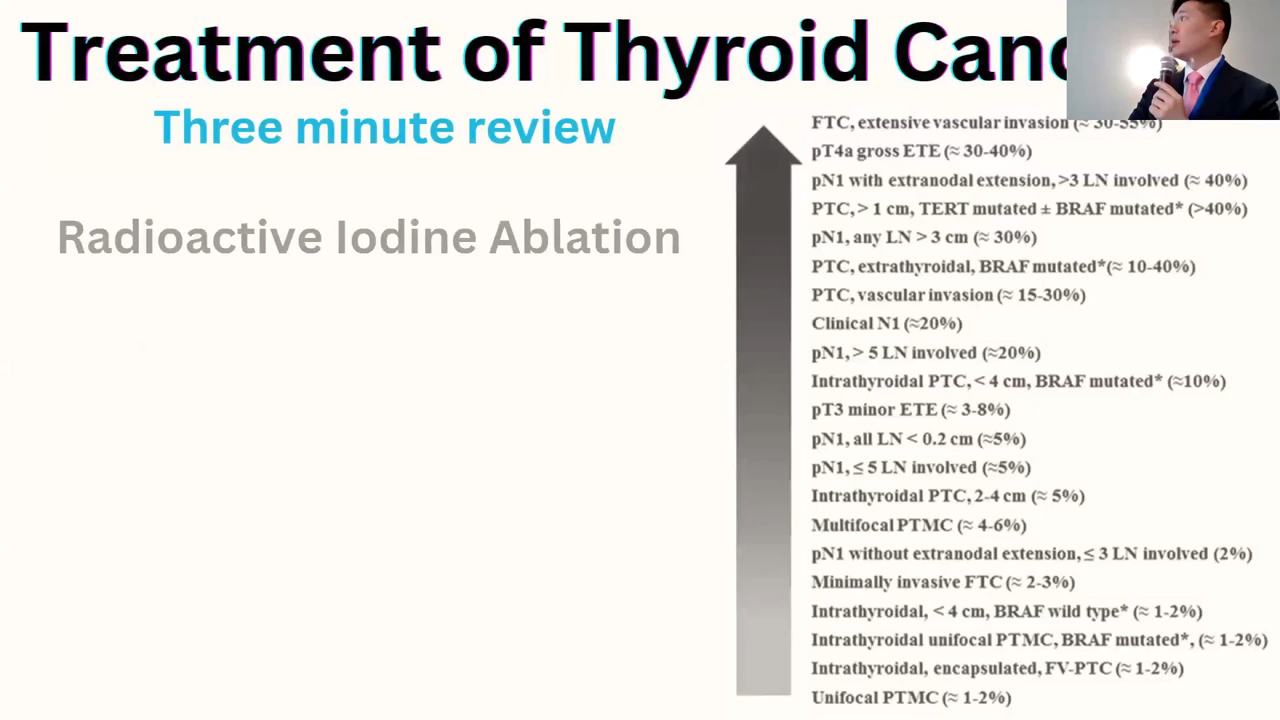 Treatment of Thyroid Canc
Three minute review
Radioactive Iodine Ablation
FTC, extensive vascular invasion (≈ 30-55%)
pT4a gross ETE (≈ 30-40%)
pN1 with extranodal extension, >3 LN involved (≈ 40%)
PTC, > 1 cm, TERT mutated ± BRAF mutated* (>40%)
pN1, any LN > 3 cm (≈ 30%)
PTC, extrathyroidal, BRAF mutated*(≈ 10-40%)
PTC, vascular invasion (≈ 15-30%)
Clinical N1 (≈20%)
pN1, > 5 LN involved (≈20%)
Intrathyroidal PTC, < 4 cm, BRAF mutated* (≈10%)
pT3 minor ETE (≈ 3-8%)
pN1, all LN < 0.2 cm (≈5%)
pN1, ≤ 5 LN involved (≈5%)
Intrathyroidal PTC, 2-4 cm (≈ 5%)
Multifocal PTMC (≈ 4-6%)
pN1 without extranodal extension, ≤ 3 LN involved (2%)
Minimally invasive FTC (≈ 2-3%)
Intrathyroidal, < 4 cm, BRAF wild type* (≈ 1-2%)
Intrathyroidal unifocal PTMC, BRAF mutated*, (≈ 1-2%)
Intrathyroidal, encapsulated, FV-PTC (≈ 1-2%)
Unifocal PTMC (≈ 1-2%)